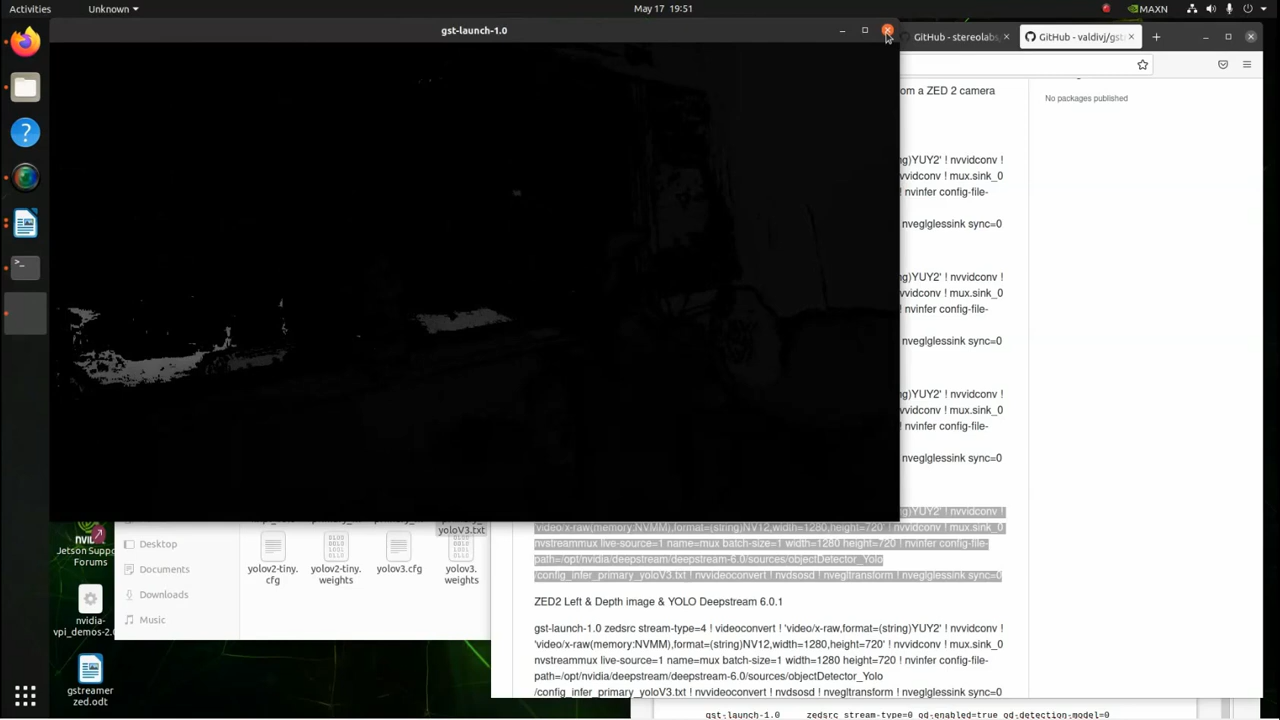 Activities
Unknown
May 17 19:51
MAXN
gst-launch-1.0
GitHub - stereolabs
GitHub - valdivj/gst
om a ZED 2 camera
No packages published
ng)YUY2' ! nvvidconv !
vvidconv ! mux.sink_0
! nvinfer config-file-
nveglglessink sync=0
ng)YUY2' ! nvvidconv !
vvidconv ! mux.sink_0
! nvinfer config-file-
nveglglessink sync=0
ng)YUY2' ! nvvidconv !
vvidconv ! mux.sink_0
! nvinfer config-file-
nveglglessink sync=0
ng)YUY2' ! nvvidconv !
'video/x-raw(memory:NVMM),format=(string)NV12,width=1280,height=720' ! nvvidconv ! mux.sink_0
nvstreammux live-source=1 name=mux batch-size=1 width=1280 height=720 ! nvinfer config-file-
path=/opt/nvidia/deepstream/deepstream-6.0/sources/objectDetector_Yolo
/config_infer_primary_yoloV3.txt ! nvvideoconvert ! nvdsosd ! nvegltransform ! nveglglessink sync=0
ZED2 Left & Depth image & YOLO Deepstream 6.0.1
gst-launch-1.0 zedsrc stream-type=4 ! videoconvert ! 'video/x-raw,format=(string)YUY2' ! nvvidconv !
'video/x-raw(memory:NVMM),format=(string)NV12,width=1280,height=720' ! nvvidconv ! mux.sink_0
nvstreammux live-source=1 name=mux batch-size=1 width=1280 height=720 ! nvinfer config-file-
path=/opt/nvidia/deepstream/deepstream-6.0/sources/objectDetector_Yolo
/config_infer_primary_yoloV3.txt ! nvvideoconvert ! nvdsosd ! nvegltransform ! nveglglessink sync=0
gst-launch-1.0 zedsrc stream-type=0 od-enabled=true od-detection-model=0
yoloV3.txt
Desktop
Documents
Downloads
Music
yolov2-tiny.
cfg
yolov2-tiny.
weights
yolov3.cfg
yolov3.
weights
Jetson Suppo
Forums
nvidia-
vpi_demos-2.0
gstreamer
zed.odt